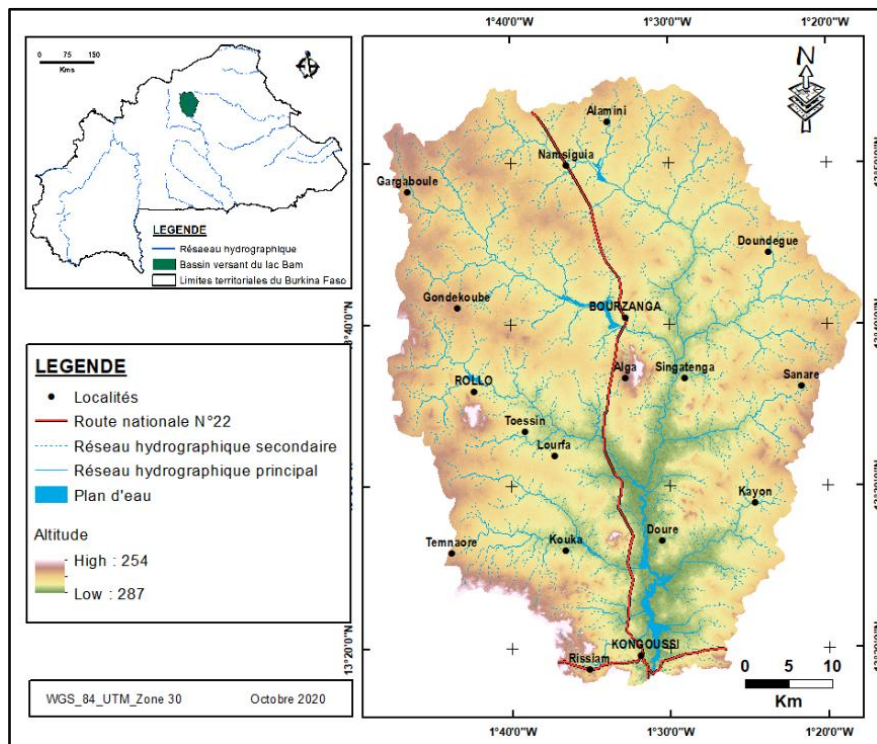 0 75 150
Kms
LEGENDE
Résaeau hydrographique
Bassin versant du lac Bam
Limites territoriales du Burkina Faso
LEGENDE
Localités
Route nationale N°22
Réseau hydrographique secondaire
Réseau hydrographique principal
Plan d'eau
Altitude
High : 254
Low : 287
WGS_84_UTM_Zone 30 Octobre 2020
1°40'0"W 1°30'0"W 1°20'0"W
N
Alamini
Namsiguia
Gargaboule
Doundegue
Gondekoube
BOURZANGA
Alga
Singatenga
Sanare
ROLLO
Toessin
Lourfa
Kayon
Doure
Temnaore
Kouka
KONGOUSSI
Rissiam
13°20'0"N
0 5 10
Km
1°40'0"W 1°30'0"W 1°20'0"W